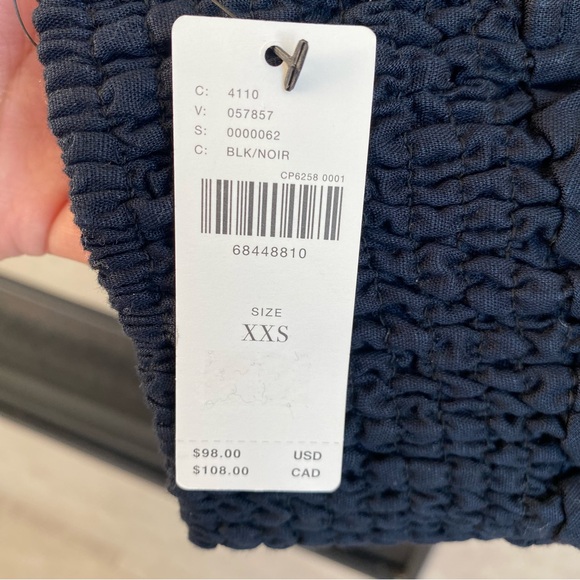 C: 4110
V: 057857
S: 0000062
C: BLK/NOIR
CP6258 0001
68448810
SIZE
XXS
$98.00 USD
$108.00 CAD